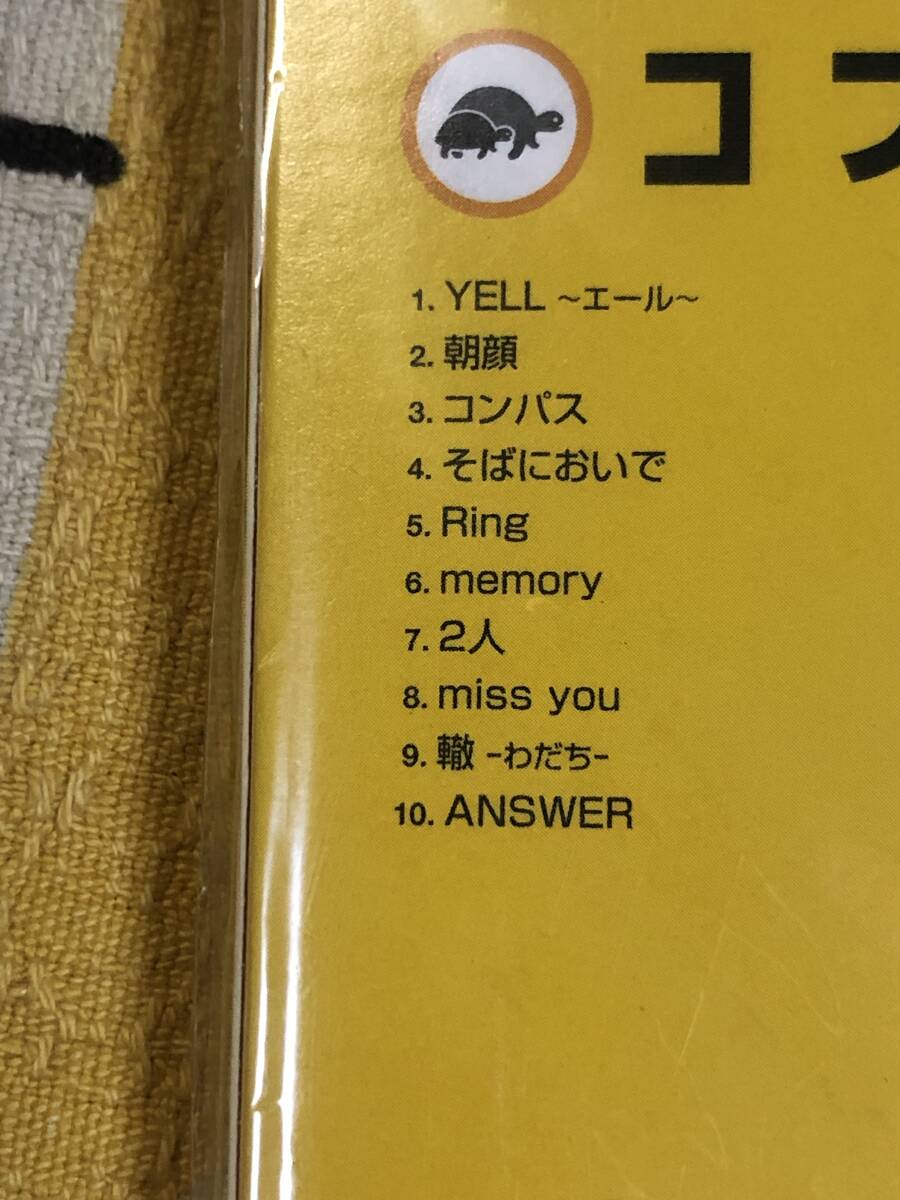 コブ
1. YELL ～エール～
2. 朝顔
3. コンパス
4. そばにおいで
5. Ring
6. memory
7. 2人
8. miss you
9. 轍 -わだち-
10. ANSWER